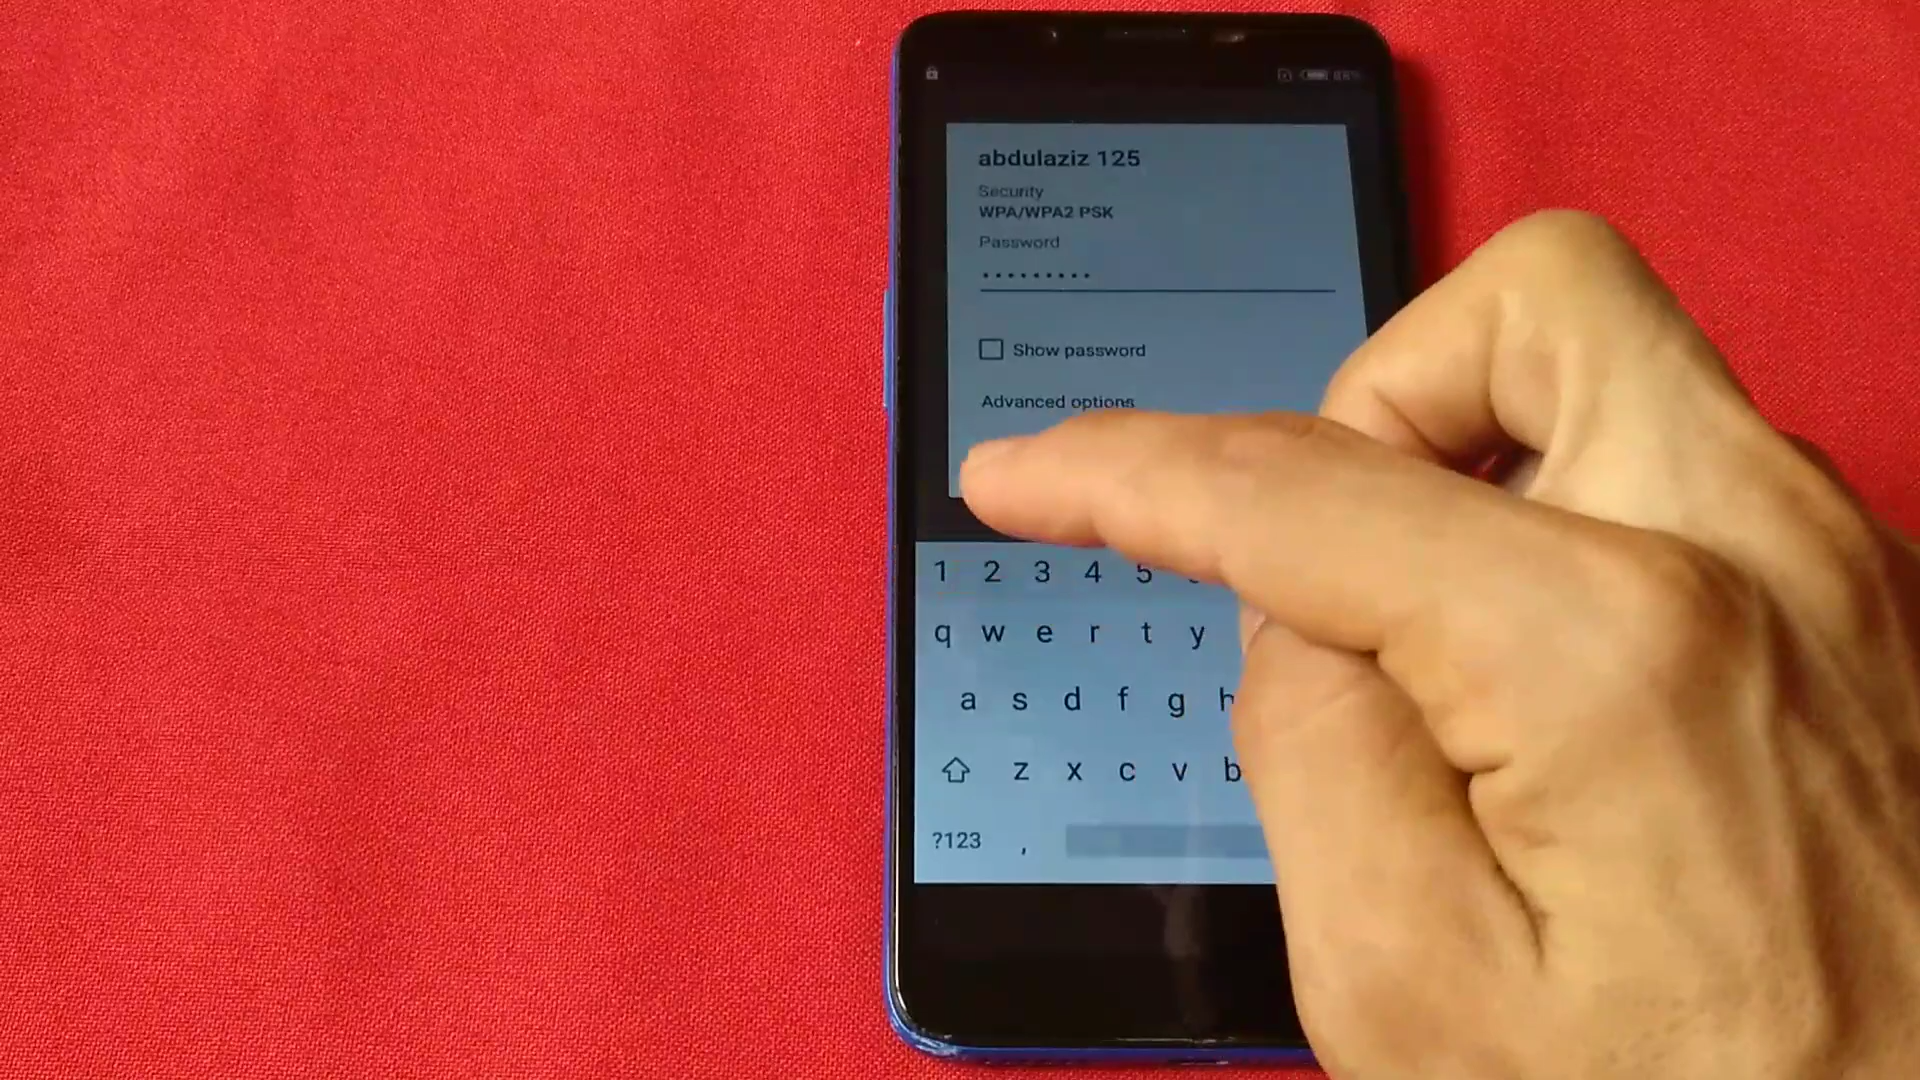 abdulaziz 125
Security
WPA/WPA2 PSK
Password
•••••••••
Show password
Advanced options
1 2 3 4 5
q w e r t y
a s d f g h
z x c v b
?123 ,